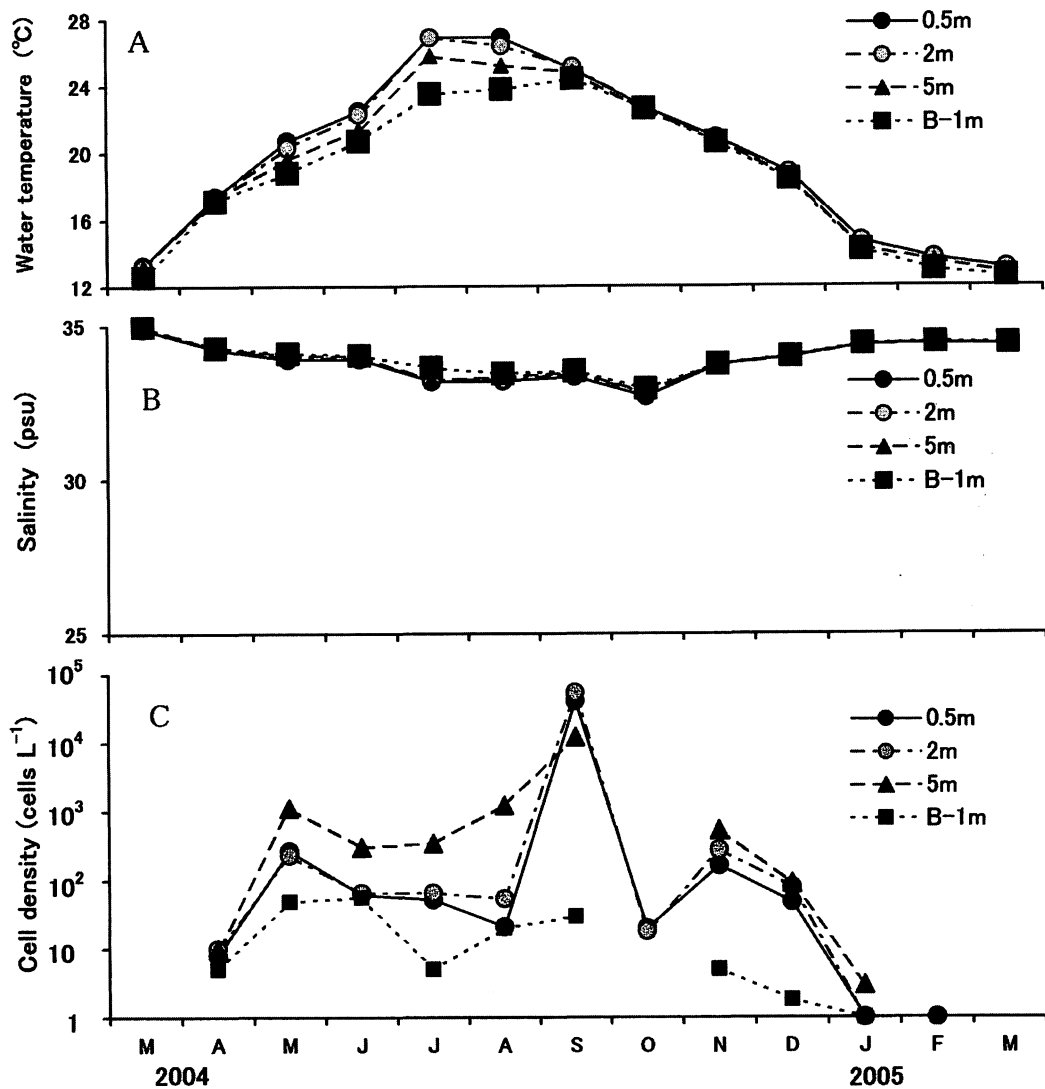 A
Water temperature (℃)
28
24
20
16
12
0.5m
2m
5m
B-1m
B
Salinity (psu)
35
30
25
0.5m
2m
5m
B-1m
C
Cell density (cells L⁻¹)
10⁵
10⁴
10³
10²
10
1
0.5m
2m
5m
B-1m
M A M J J A S O N D J F M
2004 2005